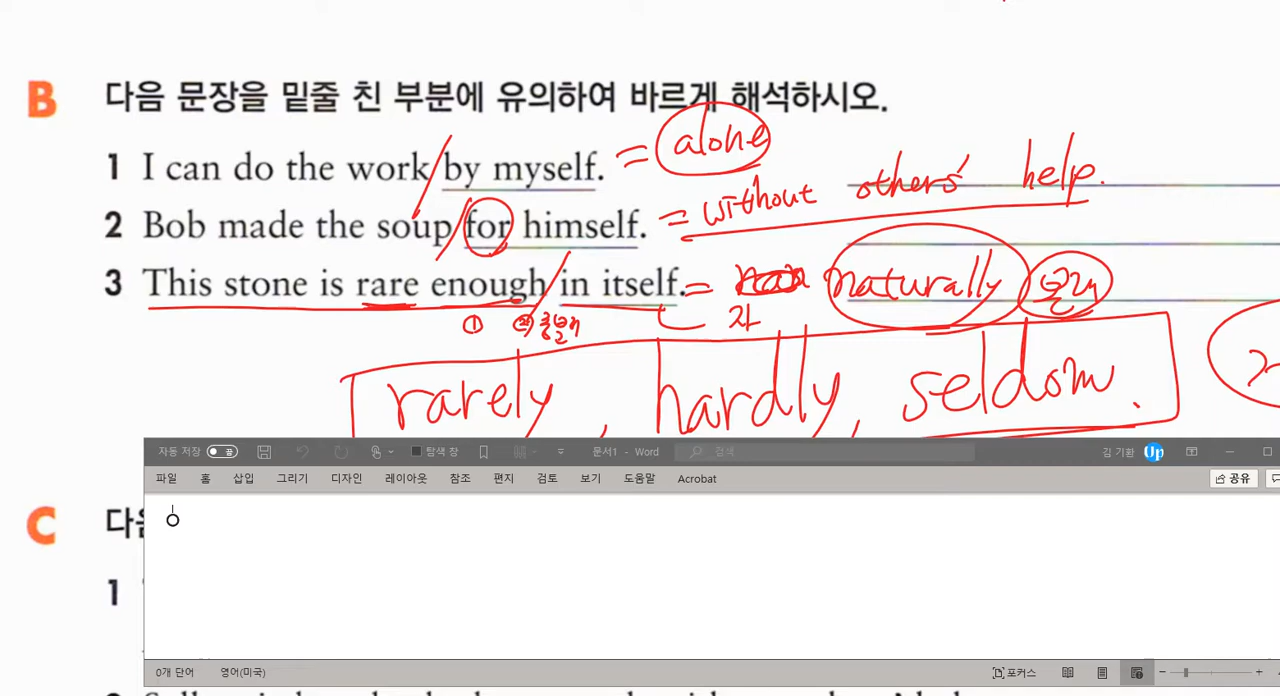 B 다음 문장을 밑줄 친 부분에 유의하여 바르게 해석하시오.
1 I can do the work by myself. = alone
2 Bob made the soup for himself. = without others' help.
3 This stone is rare enough in itself. = naturally 본래
① ② 충분히
rarely, hardly, seldom.
자동 저장 끔 탐색 창 문서1 - Word 검색 김 기환 Up
파일 홈 삽입 그리기 디자인 레이아웃 참조 편지 검토 보기 도움말 Acrobat 공유
C
1
0개 단어 영어(미국) 포커스